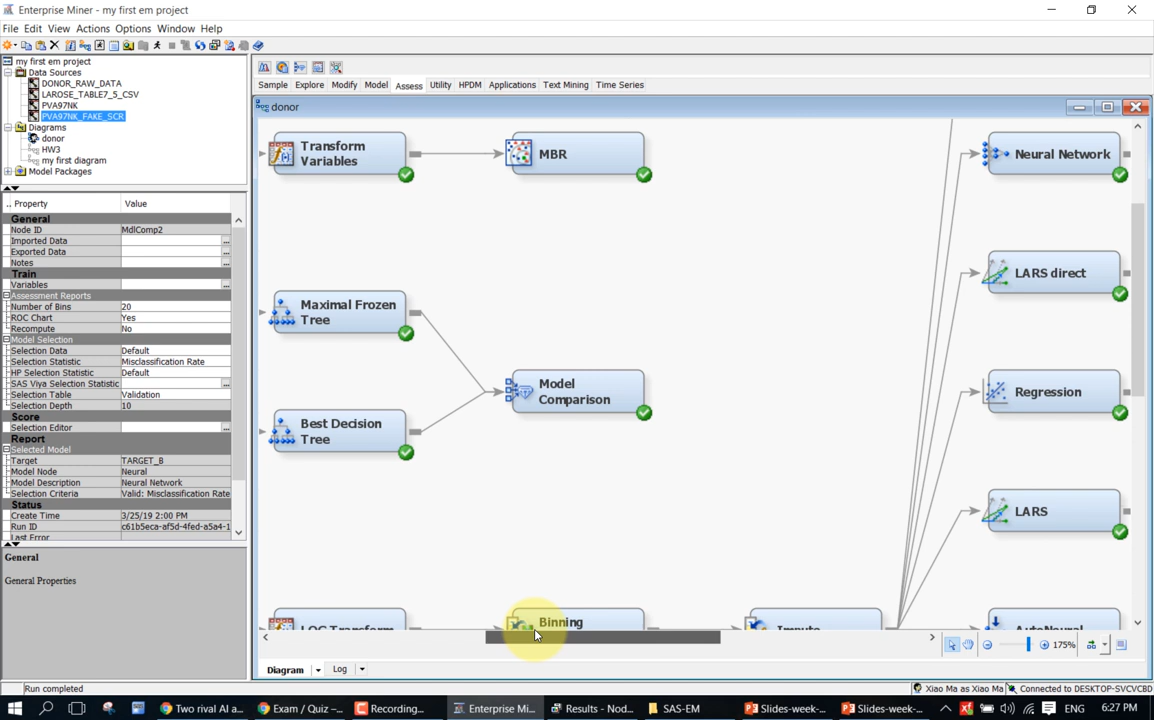 Enterprise Miner - my first em project
File Edit View Actions Options Window Help
my first em project
Data Sources
DONOR_RAW_DATA
LAROSE_TABLE7_5_CSV
PVA97NK
PVA97NK_FAKE_SCR
Diagrams
donor
HW3
my first diagram
Model Packages
.. Property Value
General
Node ID MdlComp2
Imported Data ...
Exported Data ...
Notes ...
Train
Variables ...
Assessment Reports
Number of Bins 20
ROC Chart Yes
Recompute No
Model Selection
Selection Data Default
Selection Statistic Misclassification Rate
HP Selection Statistic Default
SAS Viya Selection Statistic ...
Selection Table Validation
Selection Depth 10
Score
Selection Editor ...
Report
Selected Model
Target TARGET_B
Model Node Neural
Model Description Neural Network
Selection Criteria Valid: Misclassification Rate
Status
Create Time 3/25/19 2:00 PM
Run ID c61b5eca-af5d-4fed-a5a4-1
Last Error
General
General Properties
Sample Explore Modify Model Assess Utility HPDM Applications Text Mining Time Series
donor
Transform
Variables
MBR
Neural Network
LARS direct
Maximal Frozen
Tree
Model
Comparison
Regression
Best Decision
Tree
LARS
LOG Transform
Binning
Impute
AutoNeural
175%
Diagram Log
Run completed
Xiao Ma as Xiao Ma Connected to DESKTOP-SVCVCBD
Two rival AI a... Exam / Quiz –... Recording... Enterprise Mi... Results - Nod... SAS-EM Slides-week-... Slides-week-... ENG 6:27 PM